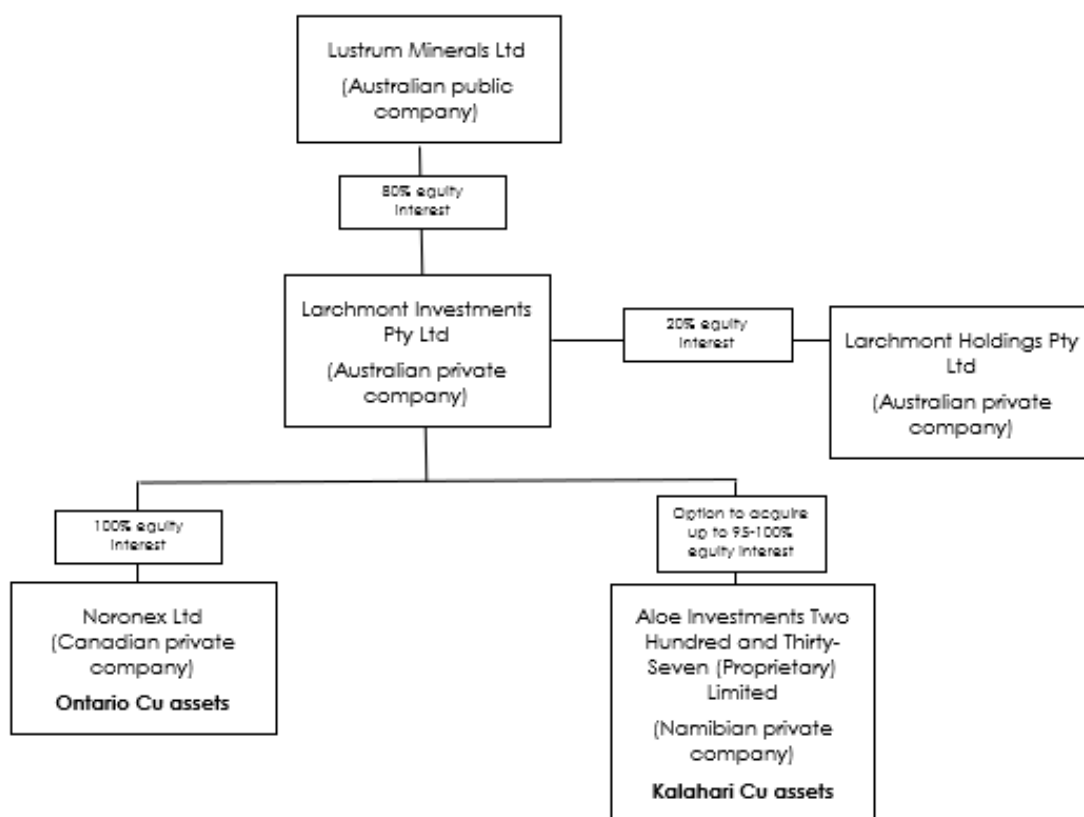 Lustrum Minerals Ltd
(Australian public
company)
80% equity
interest
Larchmont Investments
Pty Ltd
(Australian private
company)
20% equity
interest
Larchmont Holdings Pty
Ltd
(Australian private
company)
100% equity
interest
Noronex Ltd
(Canadian private
company)
Ontario Cu assets
Option to acquire
up to 95-100%
equity interest
Aloe Investments Two
Hundred and Thirty-
Seven (Proprietary)
Limited
(Namibian private
company)
Kalahari Cu assets